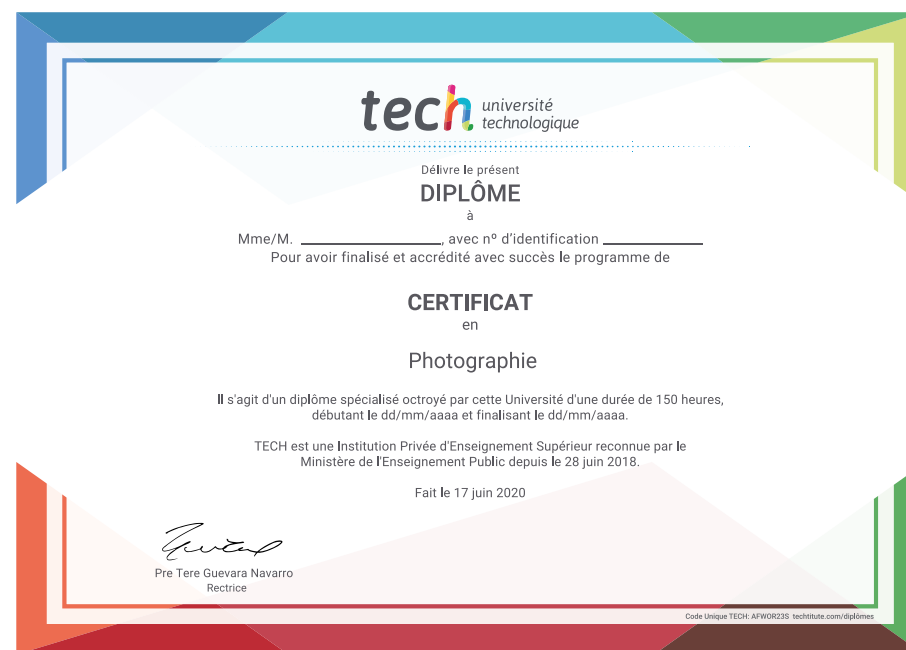 tech université
technologique
Délivre le présent
DIPLÔME
à
Mme/M. ____________________, avec nº d'identification ______________
Pour avoir finalisé et accrédité avec succès le programme de
CERTIFICAT
en
Photographie
Il s'agit d'un diplôme spécialisé octroyé par cette Université d'une durée de 150 heures,
débutant le dd/mm/aaaa et finalisant le dd/mm/aaaa.
TECH est une Institution Privée d'Enseignement Supérieur reconnue par le
Ministère de l'Enseignement Public depuis le 28 juin 2018.
Fait le 17 juin 2020
Pre Tere Guevara Navarro
Rectrice
Code Unique TECH: AFWOR23S techtitute.com/diplômes